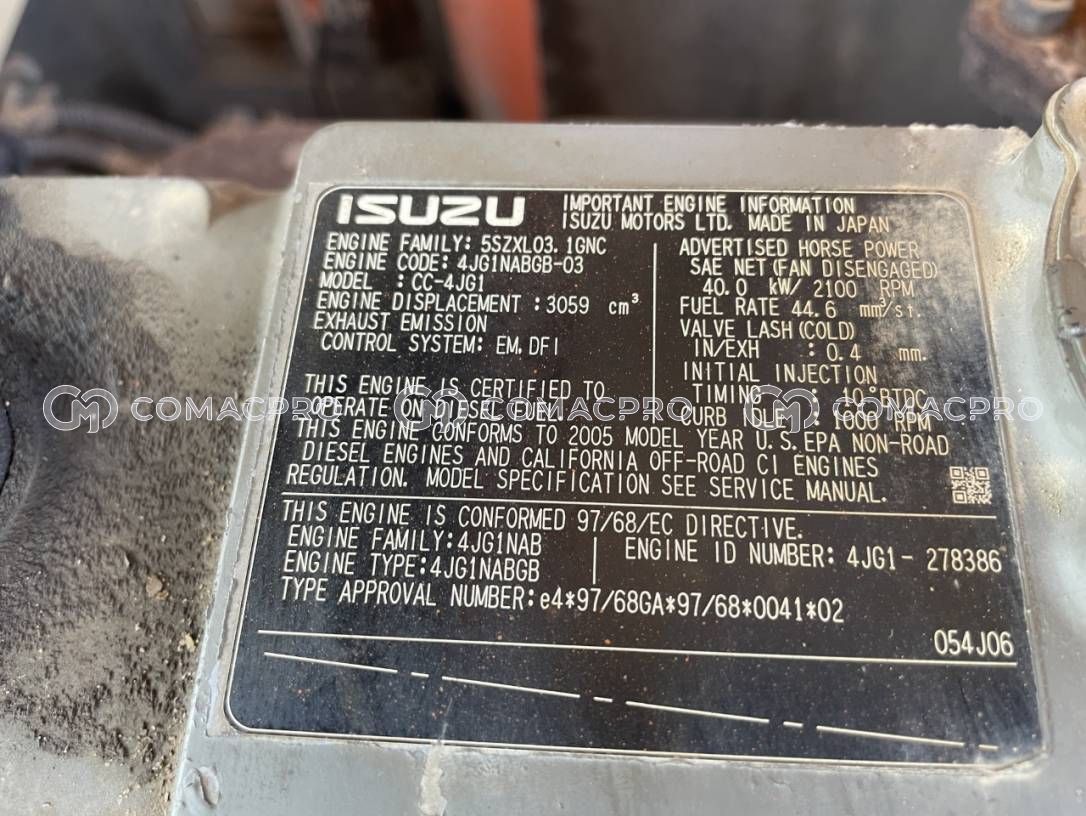 ISUZU
IMPORTANT ENGINE INFORMATION
ISUZU MOTORS LTD. MADE IN JAPAN
ENGINE FAMILY: 5SZXL03.1GNC
ENGINE CODE: 4JG1NABGB-03
MODEL : CC-4JG1
ENGINE DISPLACEMENT :3059 cm³
EXHAUST EMISSION
CONTROL SYSTEM: EM,DFI
THIS ENGINE IS CERTIFIED TO
OPERATE ON DIESEL FUEL
ADVERTISED HORSE POWER
SAE NET(FAN DISENGAGED)
40.0 kW/ 2100 RPM
FUEL RATE 44.6 mm³/st.
VALVE LASH(COLD)
IN/EXH : 0.4 mm.
INITIAL INJECTION
TIMING : °BTDC
CURB IDLE : 1000 RPM
THIS ENGINE CONFORMS TO 2005 MODEL YEAR U.S.EPA NON-ROAD
DIESEL ENGINES AND CALIFORNIA OFF-ROAD CI ENGINES
REGULATION. MODEL SPECIFICATION SEE SERVICE MANUAL.
THIS ENGINE IS CONFORMED 97/68/EC DIRECTIVE.
ENGINE FAMILY:4JG1NAB
ENGINE TYPE:4JG1NABGB
ENGINE ID NUMBER: 4JG1- 278386
TYPE APPROVAL NUMBER:e4*97/68GA*97/68*0041*02
054J06
COMACPRO COMACPRO COMACPRO